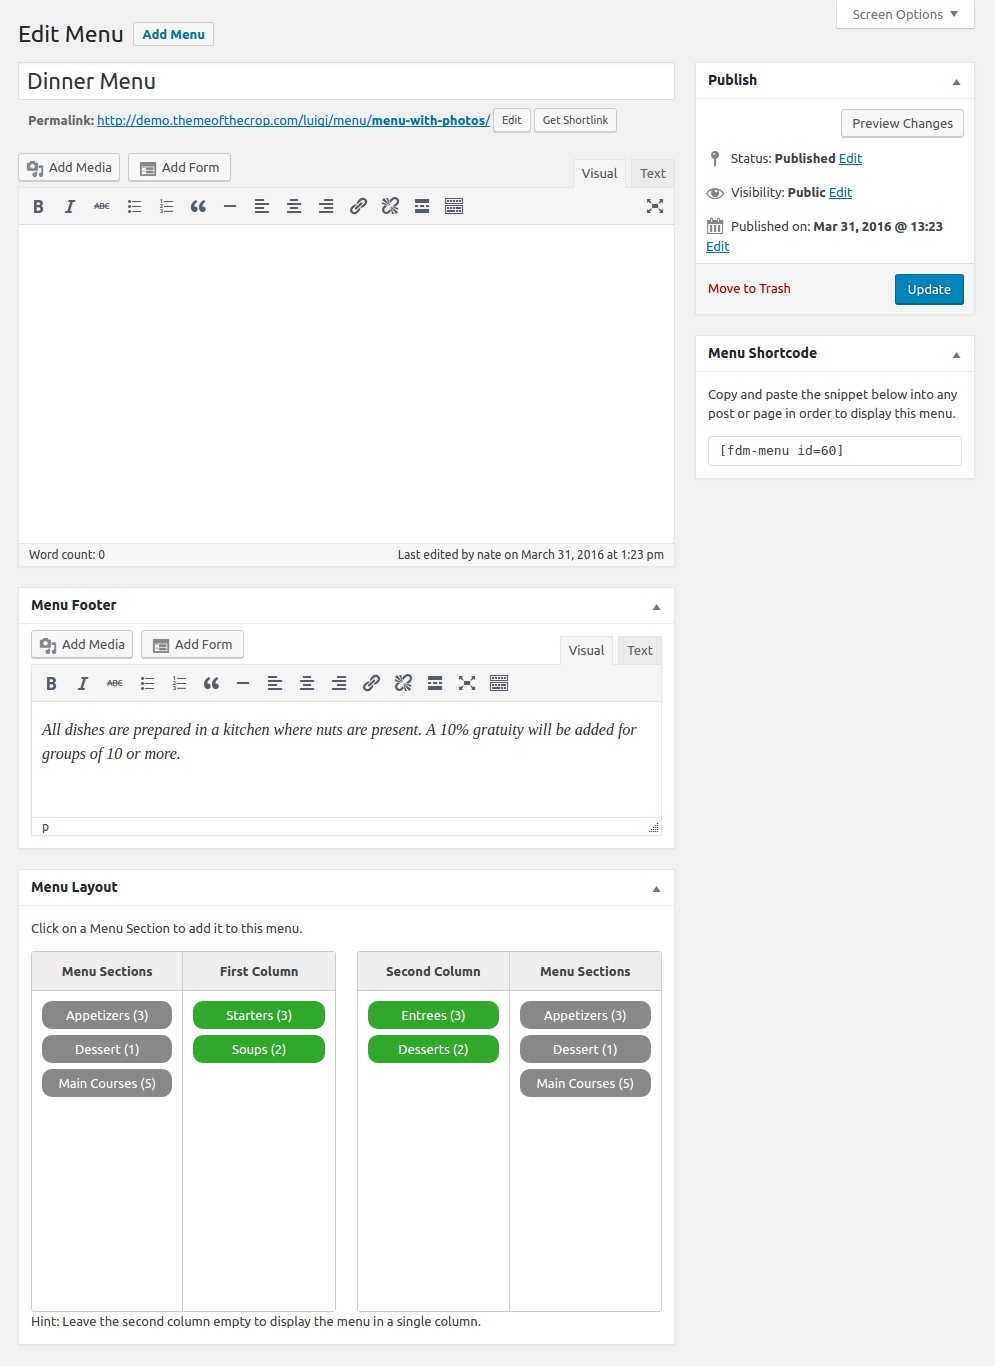 Screen Options
Edit Menu Add Menu
Dinner Menu
Permalink: http://demo.themeofthecrop.com/luigi/menu/menu-with-photos/ Edit Get Shortlink
Add Media Add Form Visual Text
B I ABC
Word count: 0 Last edited by nate on March 31, 2016 at 1:23 pm
Publish
Preview Changes
Status: Published Edit
Visibility: Public Edit
Published on: Mar 31, 2016 @ 13:23
Edit
Move to Trash Update
Menu Shortcode
Copy and paste the snippet below into any
post or page in order to display this menu.
[fdm-menu id=60]
Menu Footer
Add Media Add Form Visual Text
B I ABC
All dishes are prepared in a kitchen where nuts are present. A 10% gratuity will be added for
groups of 10 or more.
p
Menu Layout
Click on a Menu Section to add it to this menu.
Menu Sections First Column Second Column Menu Sections
Appetizers (3) Starters (3) Entrees (3) Appetizers (3)
Dessert (1) Soups (2) Desserts (2) Dessert (1)
Main Courses (5) Main Courses (5)
Hint: Leave the second column empty to display the menu in a single column.